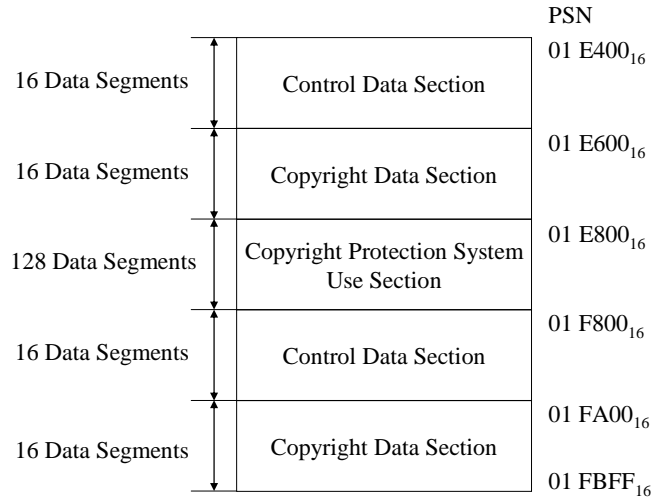 PSN
01 E400₁₆
16 Data Segments
Control Data Section
01 E600₁₆
16 Data Segments
Copyright Data Section
01 E800₁₆
128 Data Segments
Copyright Protection System
Use Section
01 F800₁₆
16 Data Segments
Control Data Section
01 FA00₁₆
16 Data Segments
Copyright Data Section
01 FBFF₁₆